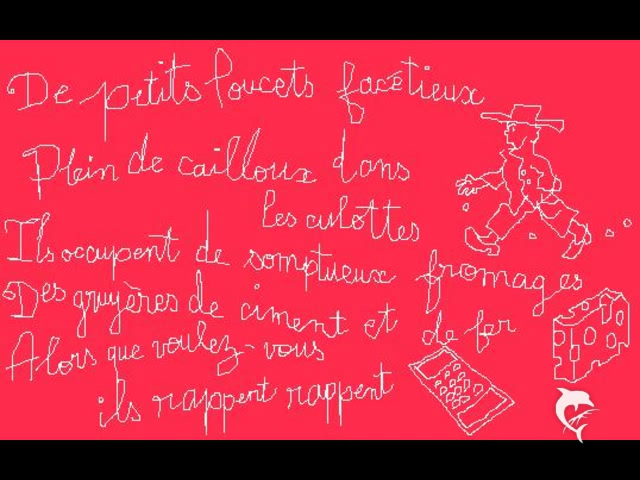 De petits Poucets facétieux
Plein de cailloux dans
les culottes
Ils occupent de somptueux fromages
Des gruyères de ciment et de fer
Alors que voulez-vous
ils rappent rappent